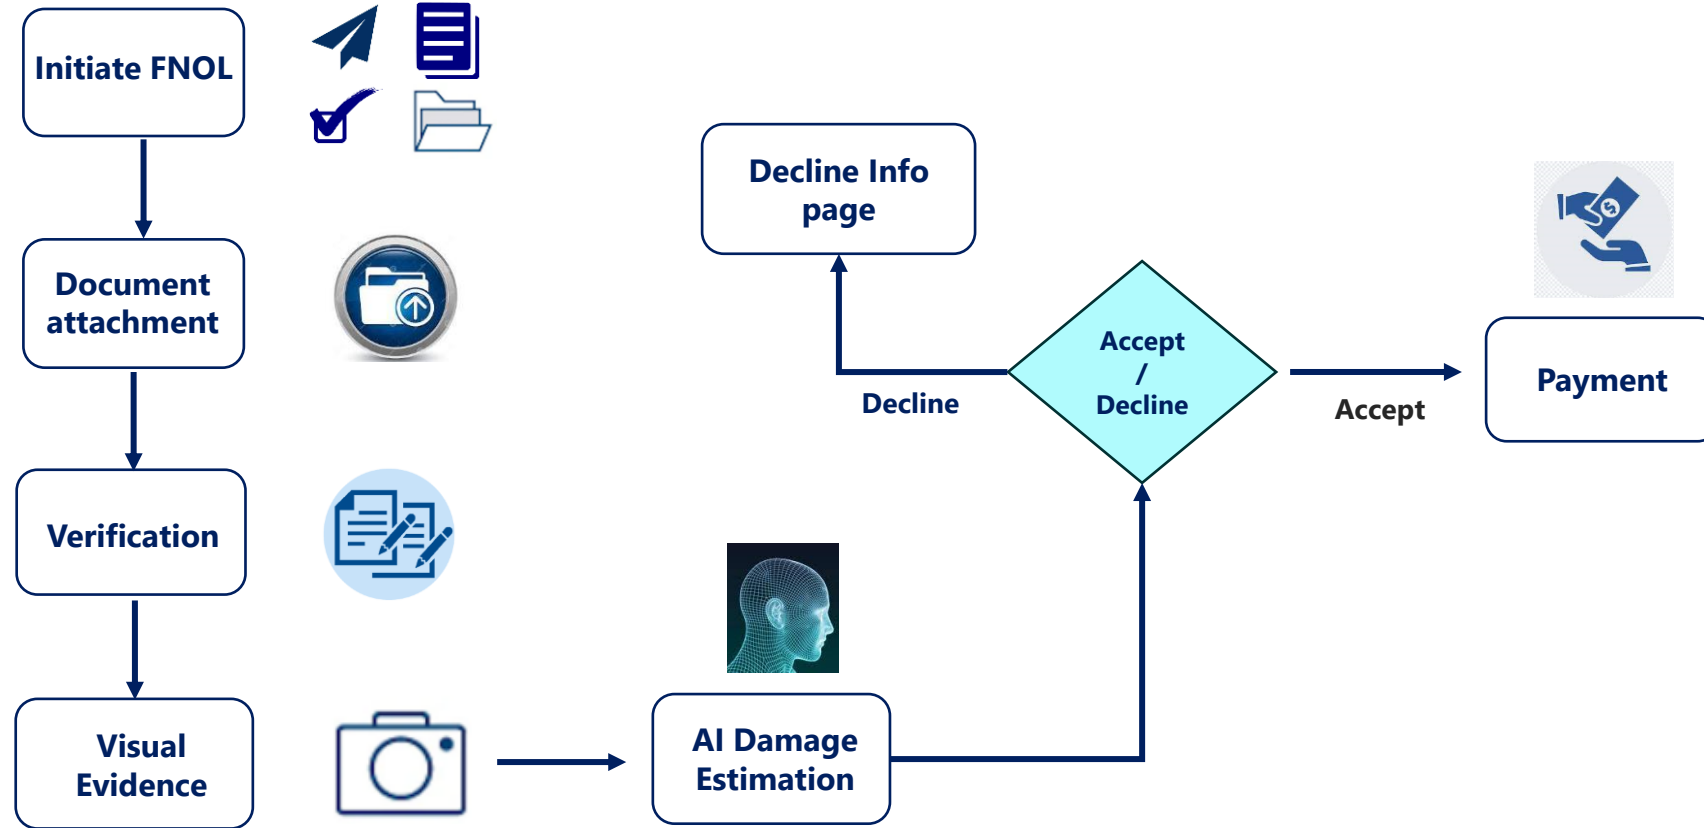 Initiate FNOL
Document
attachment
Verification
Visual
Evidence
AI Damage
Estimation
Decline Info
page
Accept
/
Decline
Decline
Accept
Payment